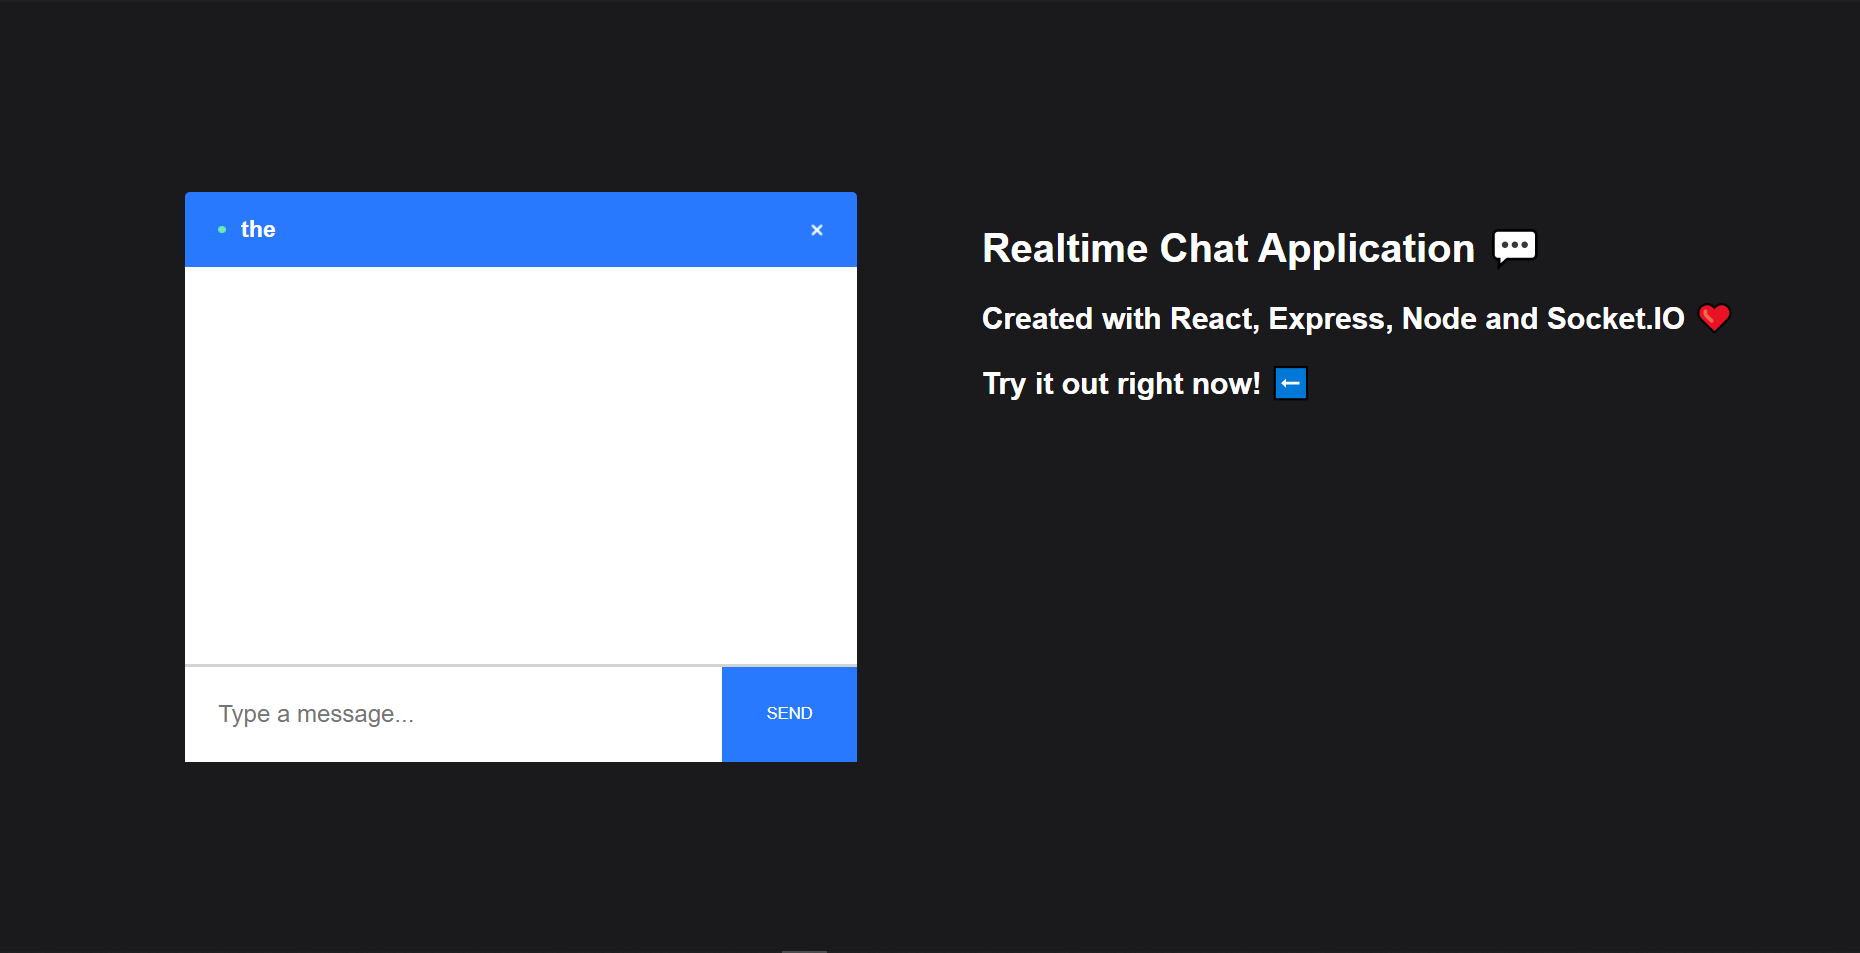 the
Type a message...
SEND
Realtime Chat Application 💬
Created with React, Express, Node and Socket.IO ❤️
Try it out right now! ⬅️